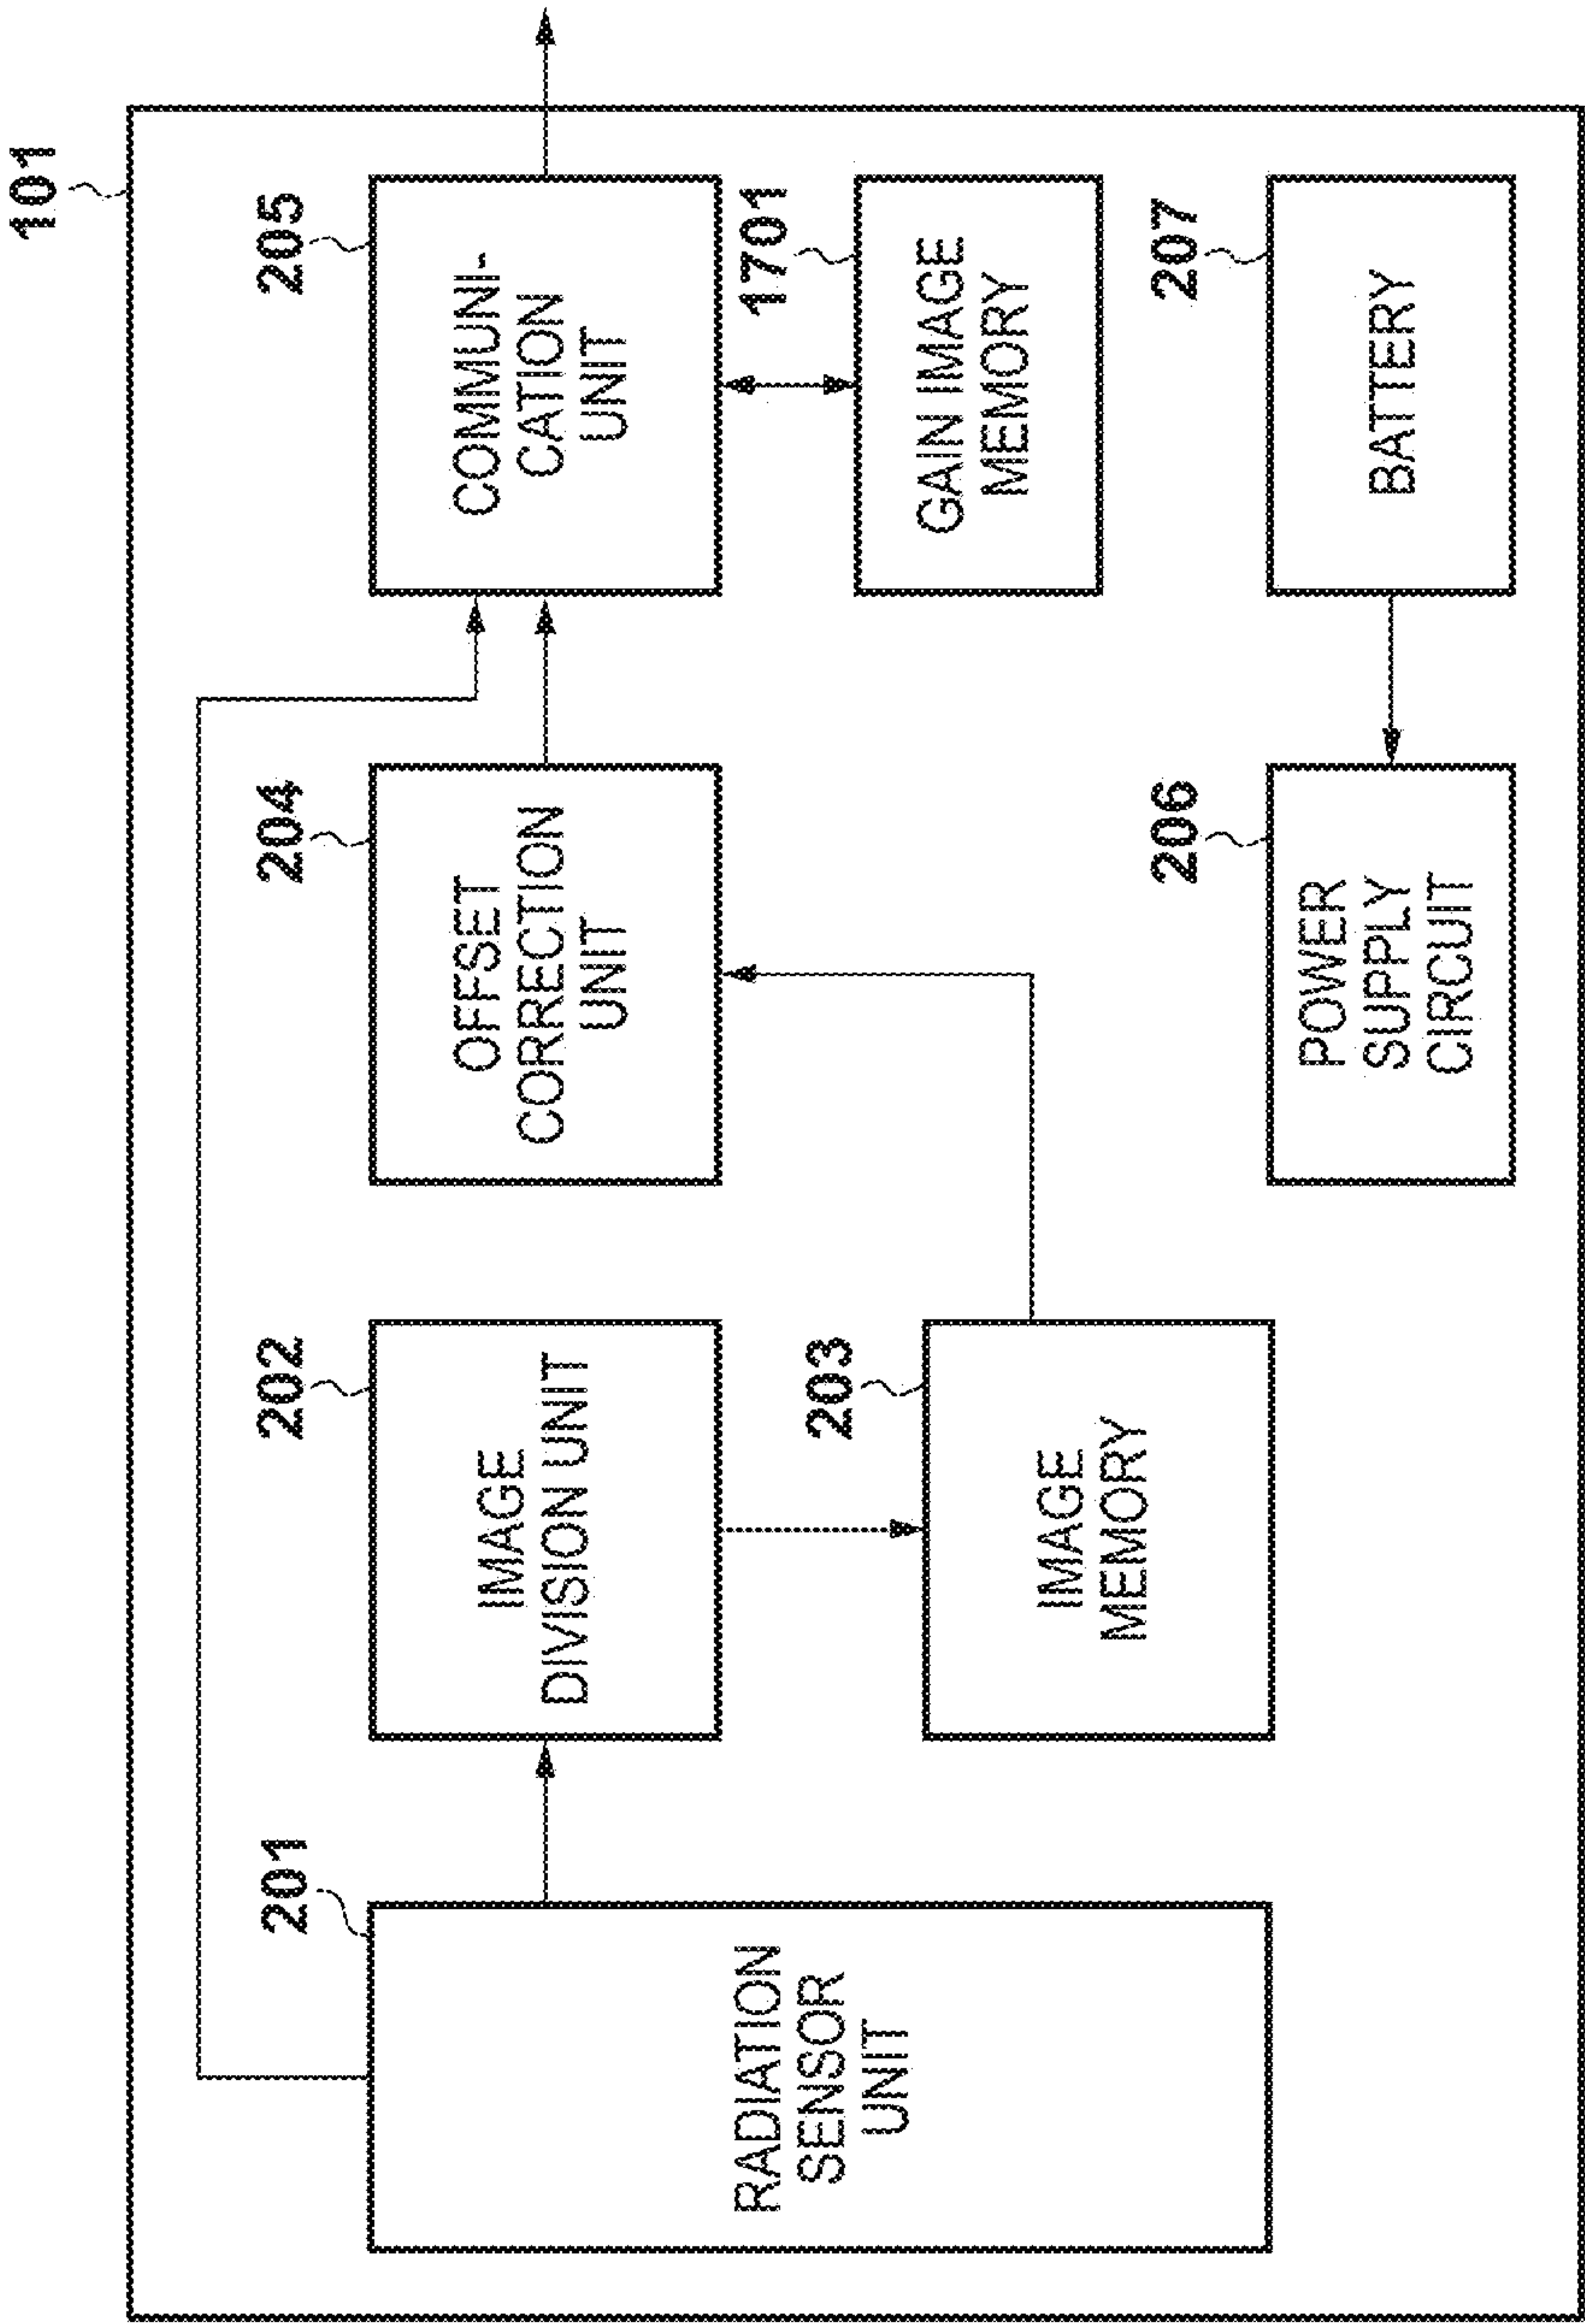 101
201
RADIATION
SENSOR
UNIT
202
IMAGE
DIVISION UNIT
203
IMAGE
MEMORY
204
OFFSET
CORRECTION
UNIT
205
COMMUNI-
CATION
UNIT
1701
GAIN IMAGE
MEMORY
206
POWER
SUPPLY
CIRCUIT
207
BATTERY